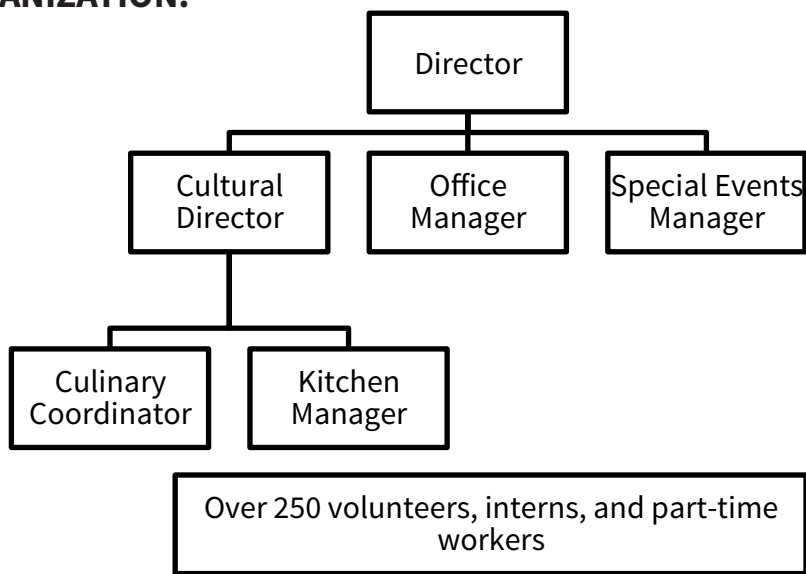 ANIZATION:
Director
Cultural
Director
Office
Manager
Special Events
Manager
Culinary
Coordinator
Kitchen
Manager
Over 250 volunteers, interns, and part-time
workers